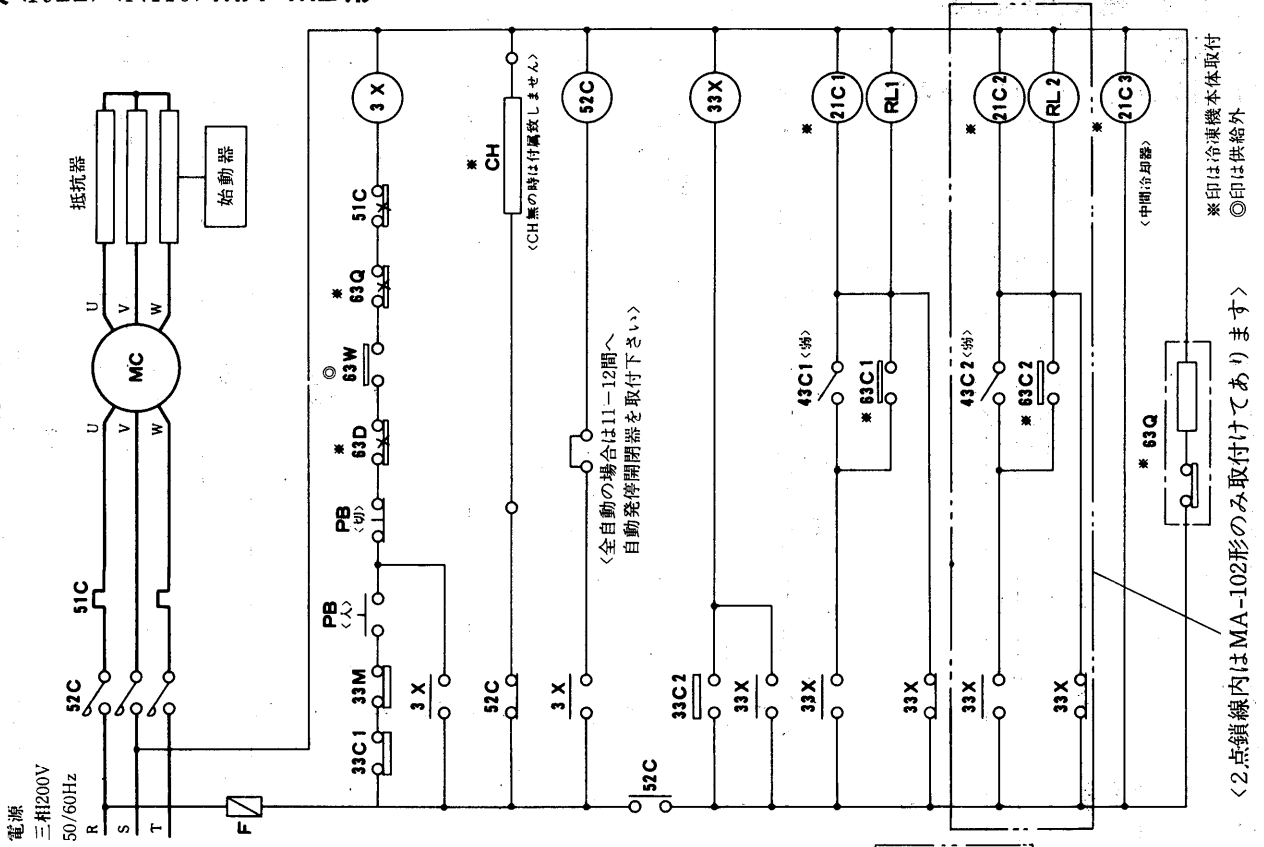 電源
三相200V
50/60Hz
R
S
T
52C
51C
U
V
W
MC
U
V
W
抵抗器
始動器
F
33C1
33M
PB
〈入〉
PB
〈切〉
※
63D
◎
63W
※
63Q
51C
3X
3X
52C
※
CH
〈CH無の時は付属致しません〉
3X
52C
〈全自動の場合は11−12間へ
自動発停開閉器を取付下さい〉
52C
33C2
33X
33X
33X
43C1〈弱〉
※ 63C1
※
21C1
RL1
33X
33X
43C2〈弱〉
※ 63C2
※
21C2
RL2
33X
※
21C3
〈中間冷却器〉
※ 63Q
※印は冷凍機本体取付
◎印は供給外
〈2点鎖線内はMA-102形のみ取付けてあります〉